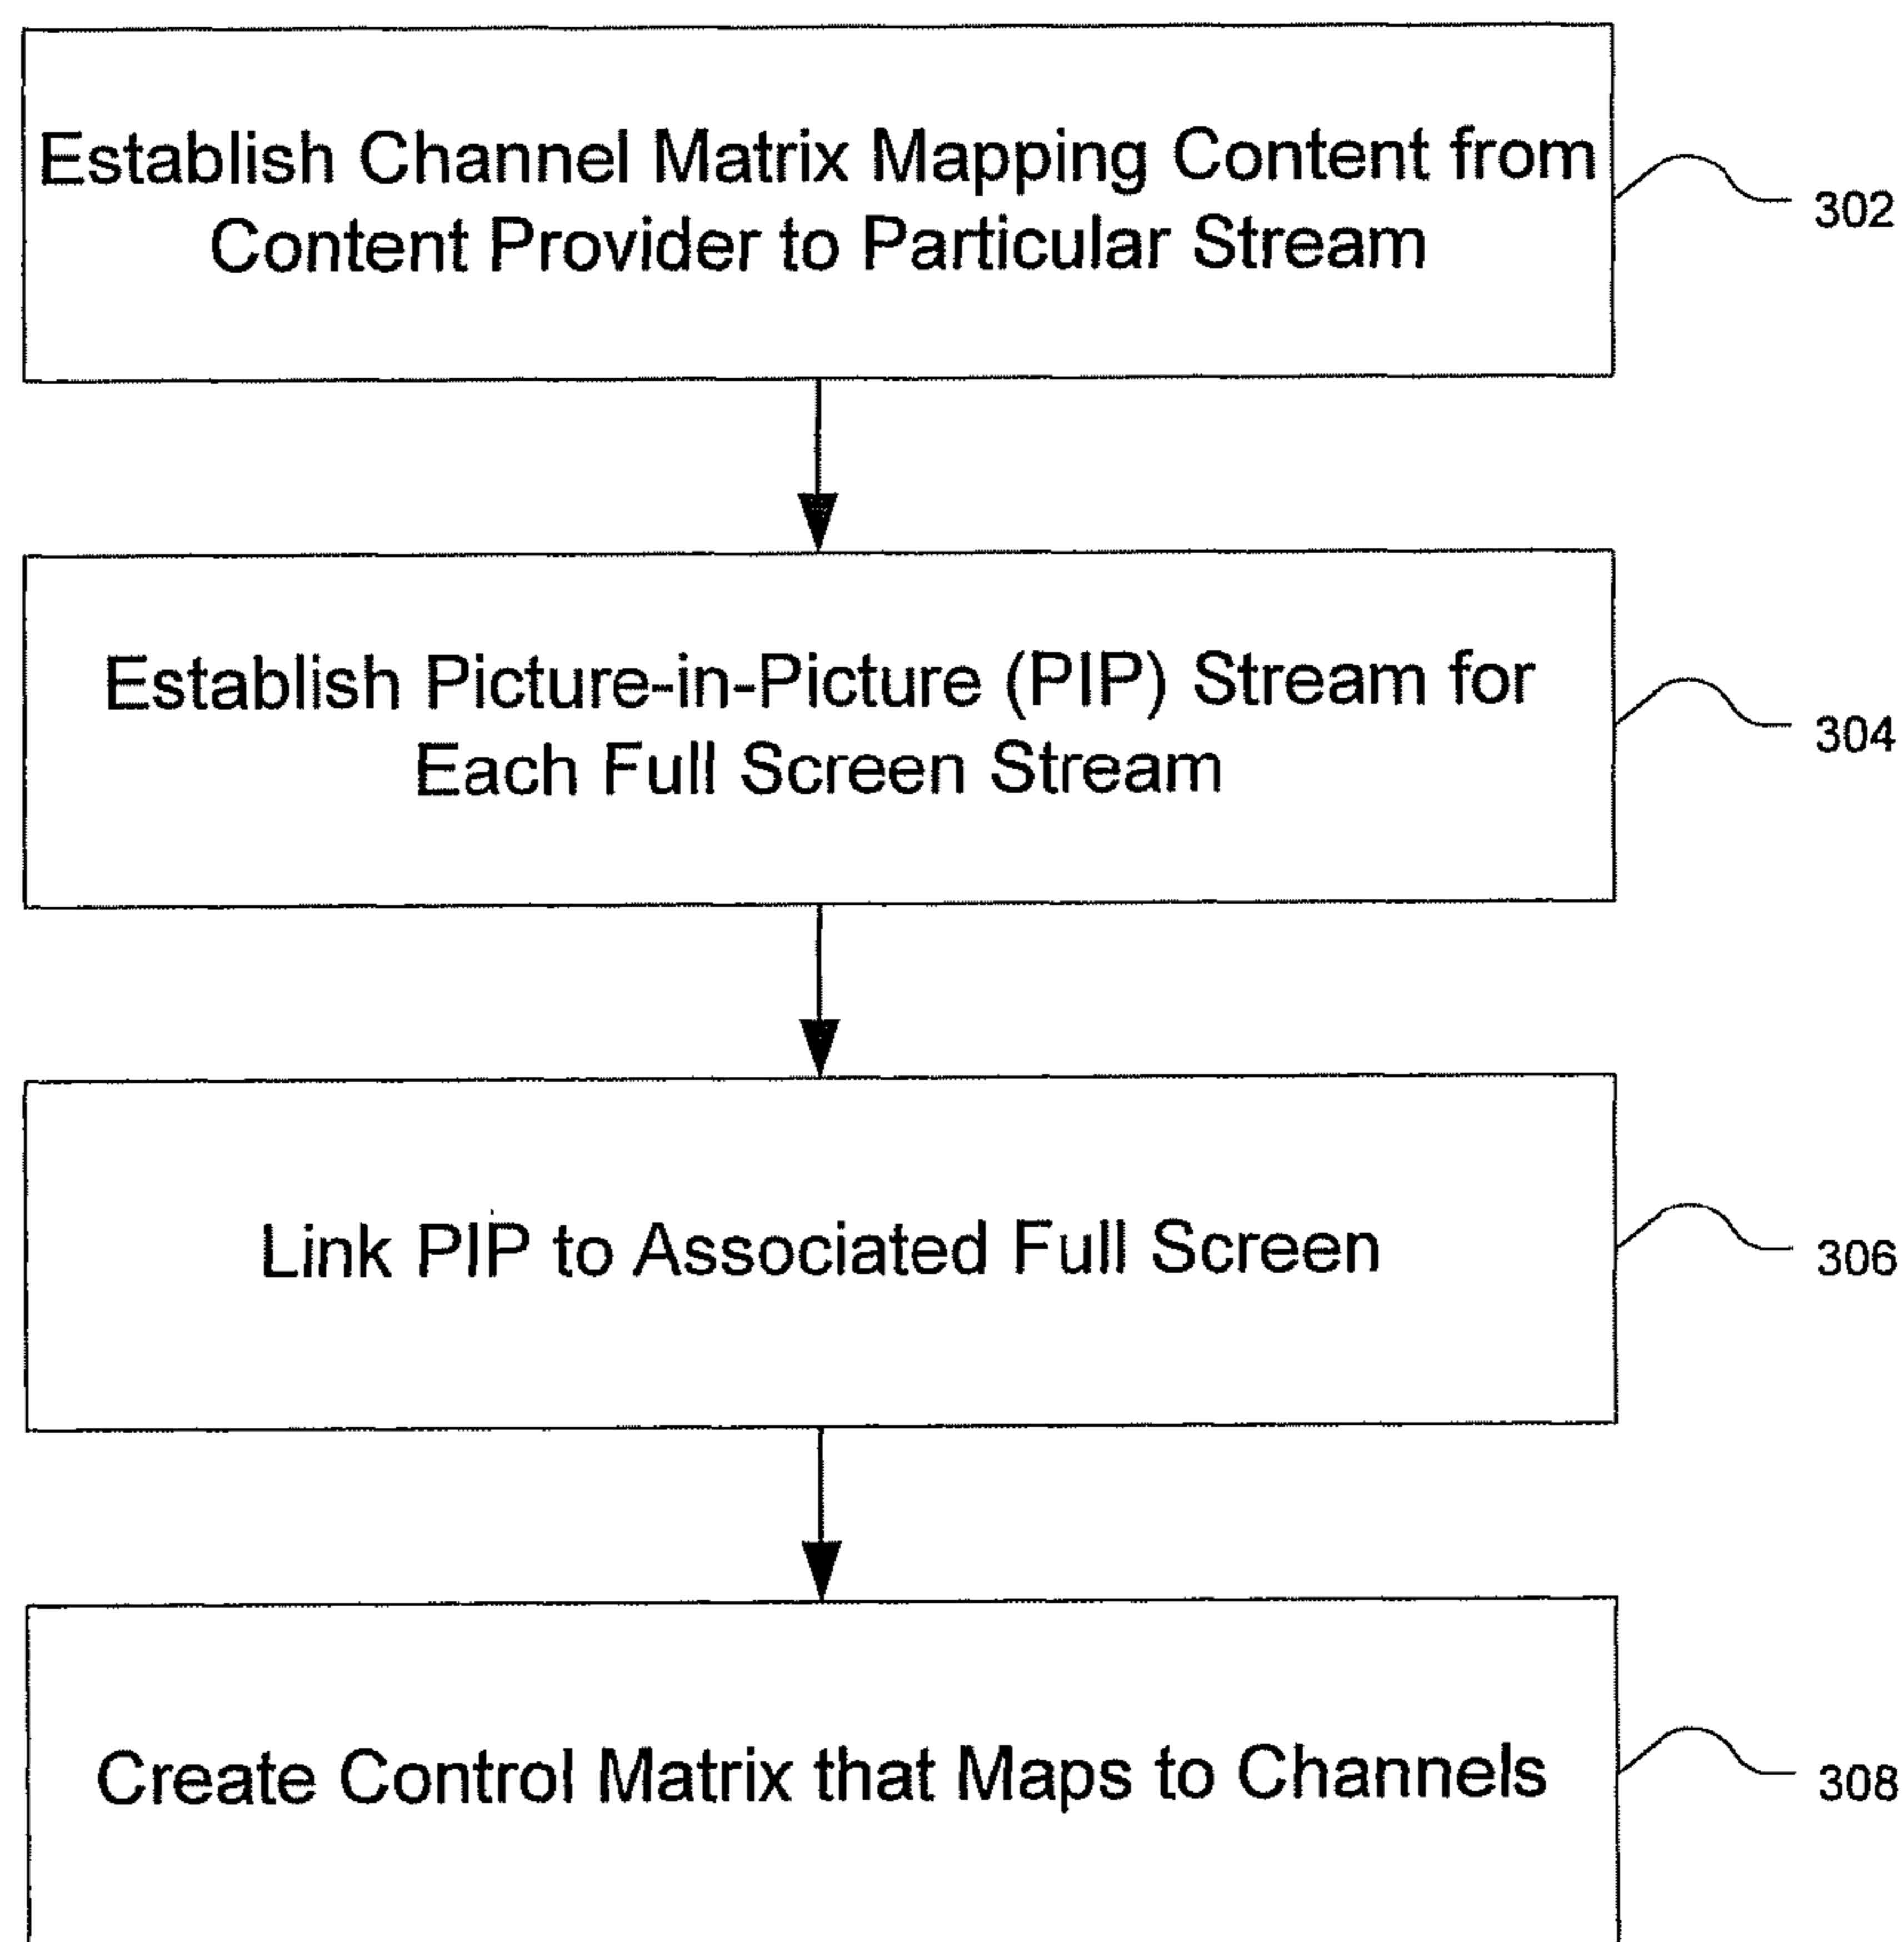 Establish Channel Matrix Mapping Content from
Content Provider to Particular Stream
302
Establish Picture-in-Picture (PIP) Stream for
Each Full Screen Stream
304
Link PIP to Associated Full Screen
306
Create Control Matrix that Maps to Channels
308